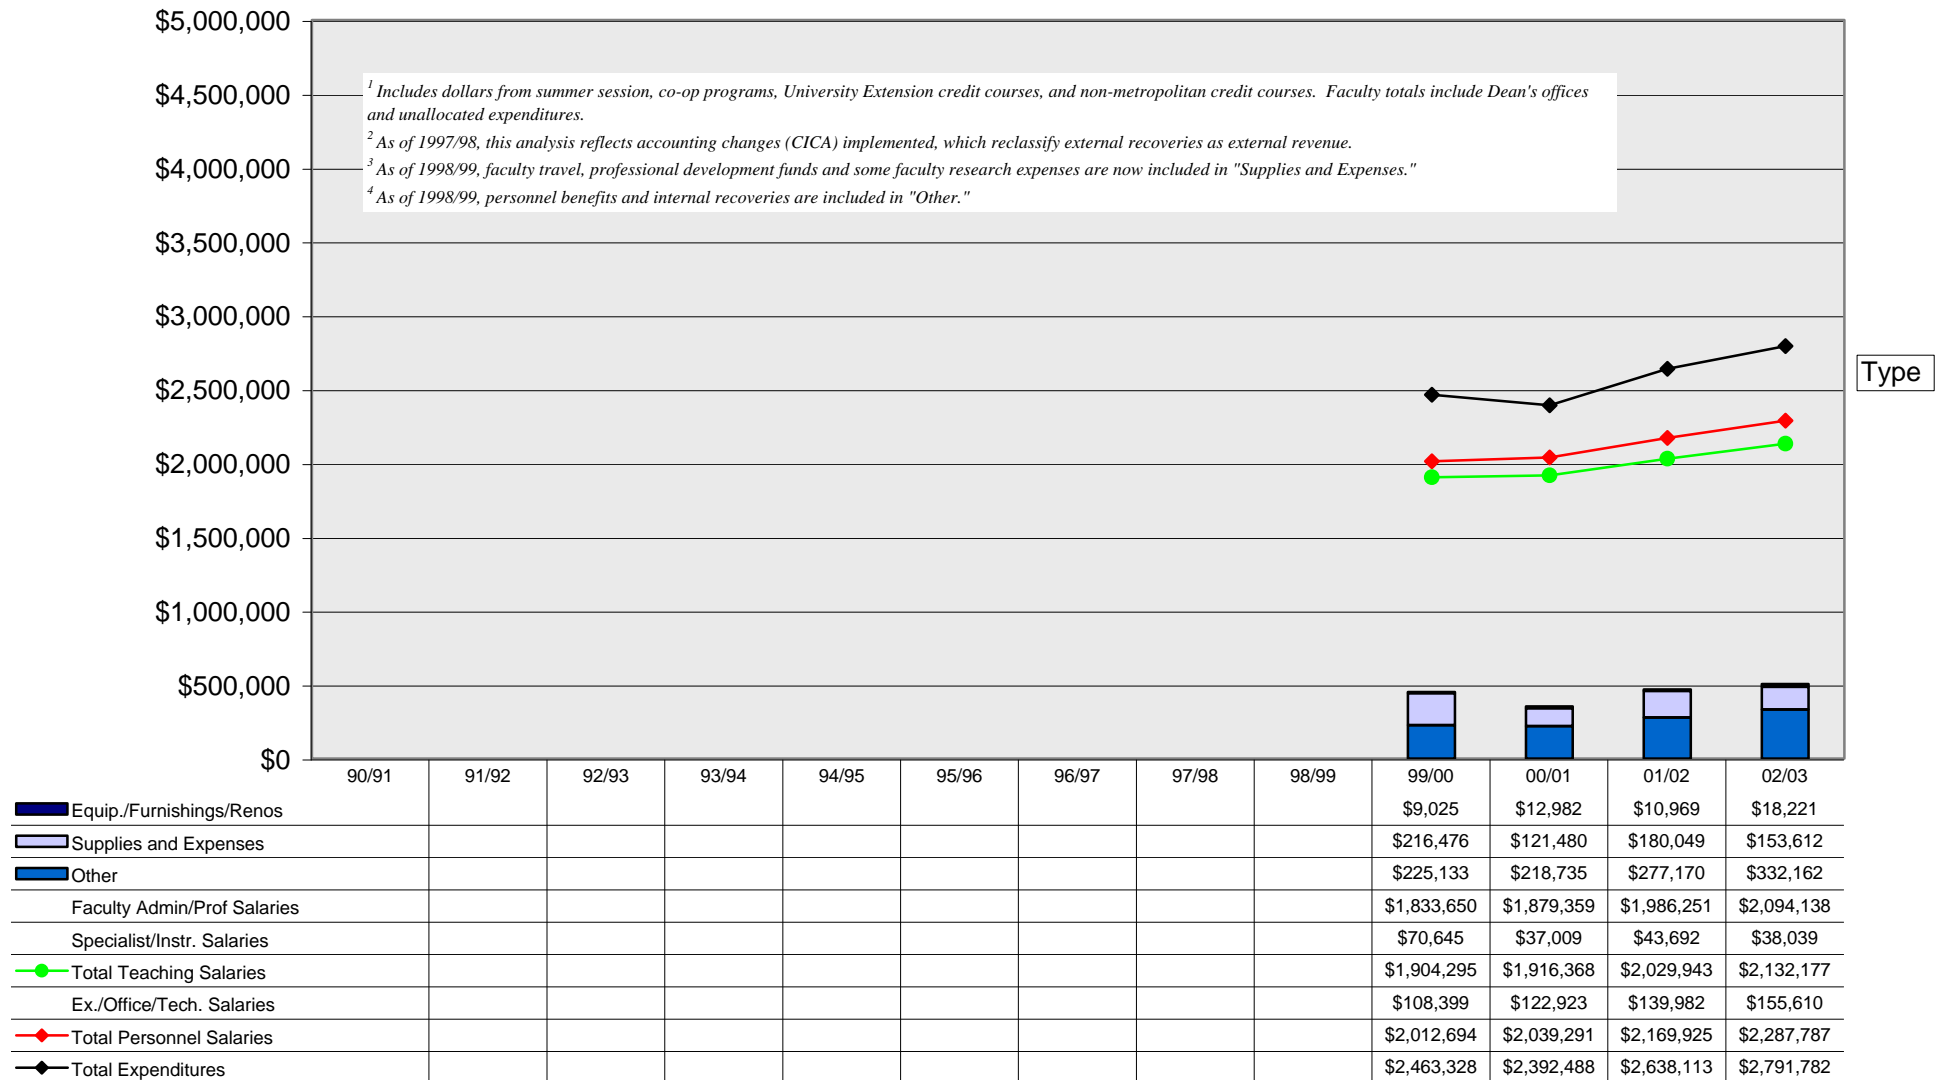 $5,000,000
$4,500,000
$4,000,000
$3,500,000
$3,000,000
$2,500,000
$2,000,000
$1,500,000
$1,000,000
$500,000
$0
1 Includes dollars from summer session, co-op programs, University Extension credit courses, and non-metropolitan credit courses.  Faculty totals include Dean's offices
and unallocated expenditures.
2 As of 1997/98, this analysis reflects accounting changes (CICA) implemented, which reclassify external recoveries as external revenue.
3 As of 1998/99, faculty travel, professional development funds and some faculty research expenses are now included in "Supplies and Expenses."
4 As of 1998/99, personnel benefits and internal recoveries are included in "Other."
Type
90/91 91/92 92/93 93/94 94/95 95/96 96/97 97/98 98/99 99/00 00/01 01/02 02/03
Equip./Furnishings/Renos $9,025 $12,982 $10,969 $18,221
Supplies and Expenses $216,476 $121,480 $180,049 $153,612
Other $225,133 $218,735 $277,170 $332,162
Faculty Admin/Prof Salaries $1,833,650 $1,879,359 $1,986,251 $2,094,138
Specialist/Instr. Salaries $70,645 $37,009 $43,692 $38,039
Total Teaching Salaries $1,904,295 $1,916,368 $2,029,943 $2,132,177
Ex./Office/Tech. Salaries $108,399 $122,923 $139,982 $155,610
Total Personnel Salaries $2,012,694 $2,039,291 $2,169,925 $2,287,787
Total Expenditures $2,463,328 $2,392,488 $2,638,113 $2,791,782